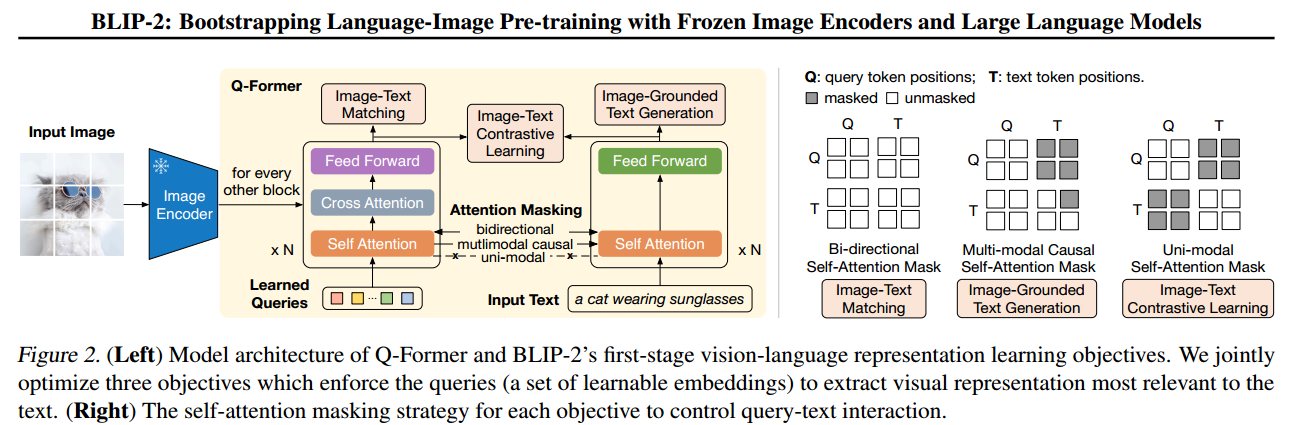 BLIP-2: Bootstrapping Language-Image Pre-training with Frozen Image Encoders and Large Language Models
Q-Former
Input Image
Image
Encoder
for every
other block
Image-Text
Matching
Image-Text
Contrastive
Learning
Image-Grounded
Text Generation
Feed Forward
Cross Attention
Self Attention
x N
Attention Masking
bidirectional
mutlimodal causal
uni-modal
Feed Forward
Self Attention
x N
Learned
Queries
...
Input Text
a cat wearing sunglasses
Q: query token positions; T: text token positions.
masked unmasked
Q T
Q
T
Bi-directional
Self-Attention Mask
Image-Text
Matching
Q T
Q
T
Multi-modal Causal
Self-Attention Mask
Image-Grounded
Text Generation
Q T
Q
T
Uni-modal
Self-Attention Mask
Image-Text
Contrastive Learning
Figure 2. (Left) Model architecture of Q-Former and BLIP-2's first-stage vision-language representation learning objectives. We jointly
optimize three objectives which enforce the queries (a set of learnable embeddings) to extract visual representation most relevant to the
text. (Right) The self-attention masking strategy for each objective to control query-text interaction.